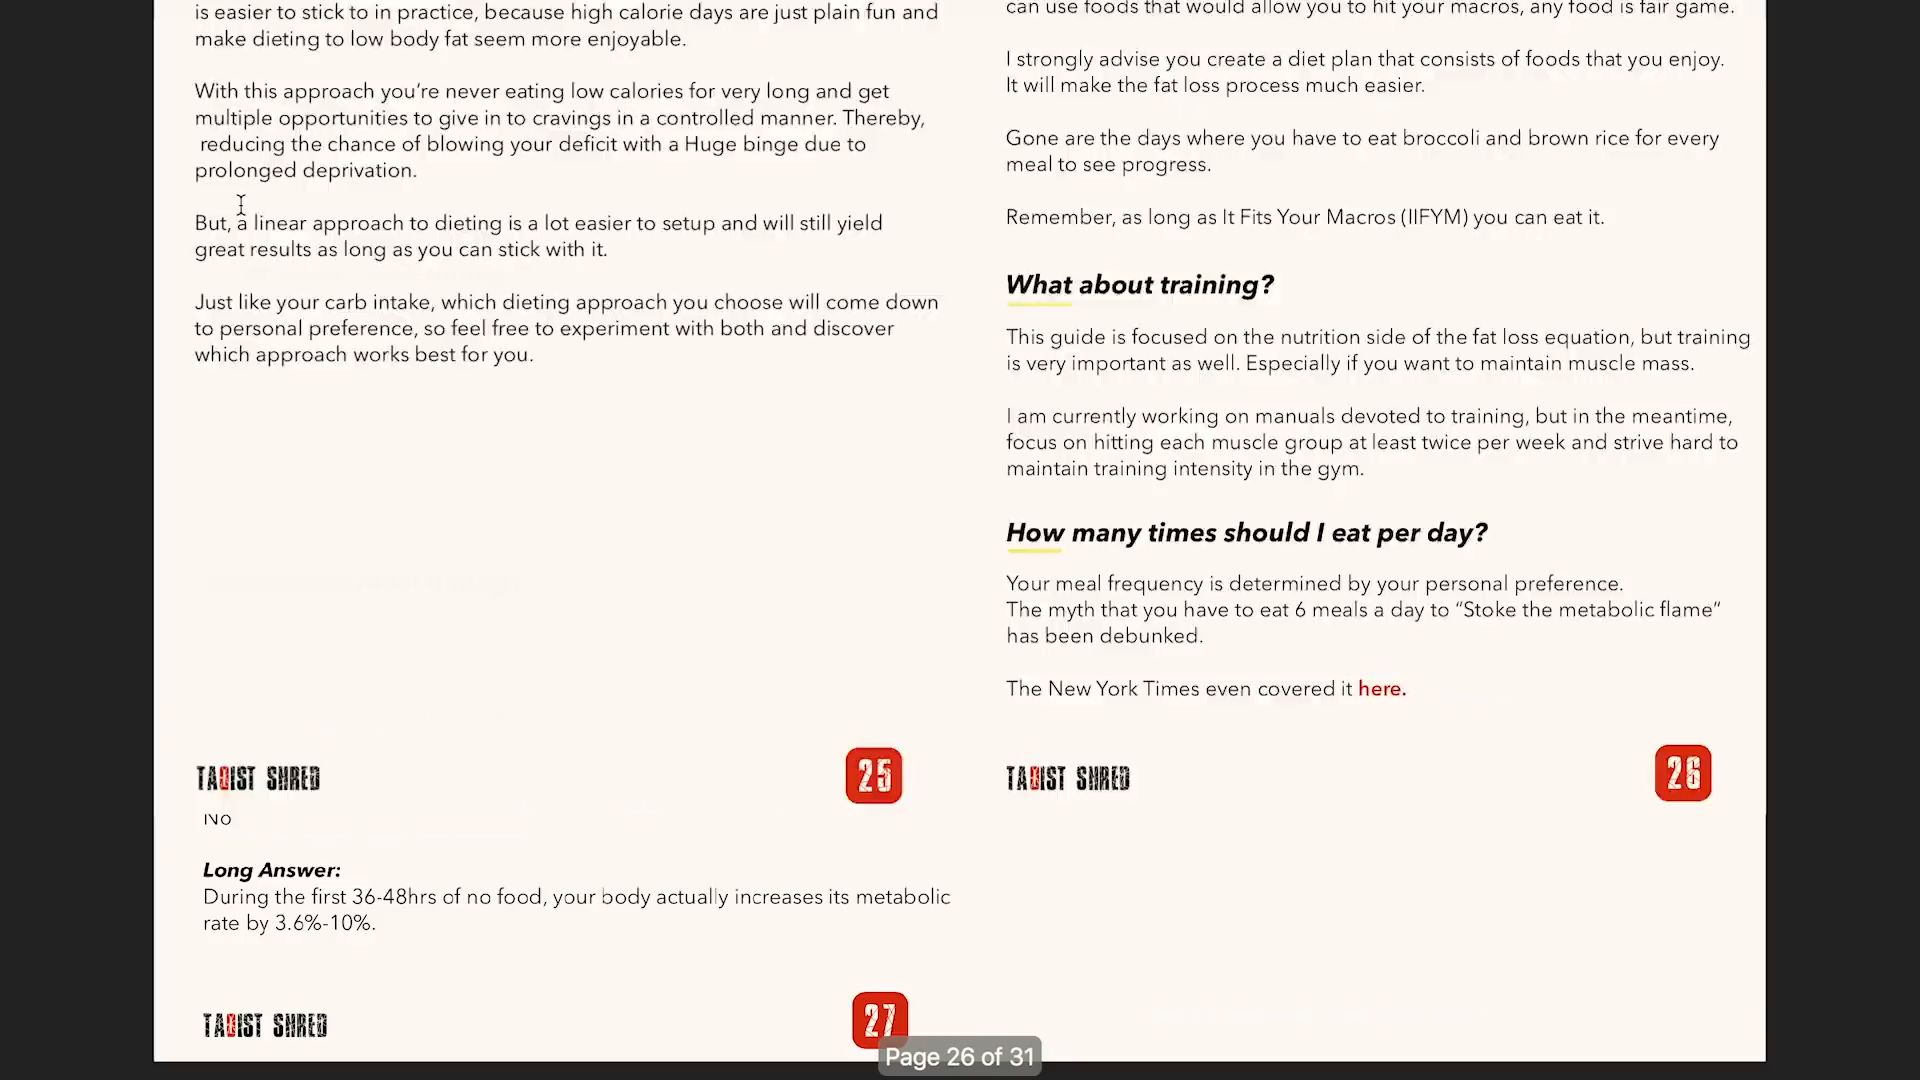 is easier to stick to in practice, because high calorie days are just plain fun and
make dieting to low body fat seem more enjoyable.
With this approach you’re never eating low calories for very long and get
multiple opportunities to give in to cravings in a controlled manner. Thereby,
reducing the chance of blowing your deficit with a Huge binge due to
prolonged deprivation.
But, a linear approach to dieting is a lot easier to setup and will still yield
great results as long as you can stick with it.
Just like your carb intake, which dieting approach you choose will come down
to personal preference, so feel free to experiment with both and discover
which approach works best for you.
TAOIST SHRED
25
can use foods that would allow you to hit your macros, any food is fair game.
I strongly advise you create a diet plan that consists of foods that you enjoy.
It will make the fat loss process much easier.
Gone are the days where you have to eat broccoli and brown rice for every
meal to see progress.
Remember, as long as It Fits Your Macros (IIFYM) you can eat it.
What about training?
This guide is focused on the nutrition side of the fat loss equation, but training
is very important as well. Especially if you want to maintain muscle mass.
I am currently working on manuals devoted to training, but in the meantime,
focus on hitting each muscle group at least twice per week and strive hard to
maintain training intensity in the gym.
How many times should I eat per day?
Your meal frequency is determined by your personal preference.
The myth that you have to eat 6 meals a day to “Stoke the metabolic flame”
has been debunked.
The New York Times even covered it here.
TAOIST SHRED
26
No
Long Answer:
During the first 36-48hrs of no food, your body actually increases its metabolic
rate by 3.6%-10%.
TAOIST SHRED
27
Page 26 of 31